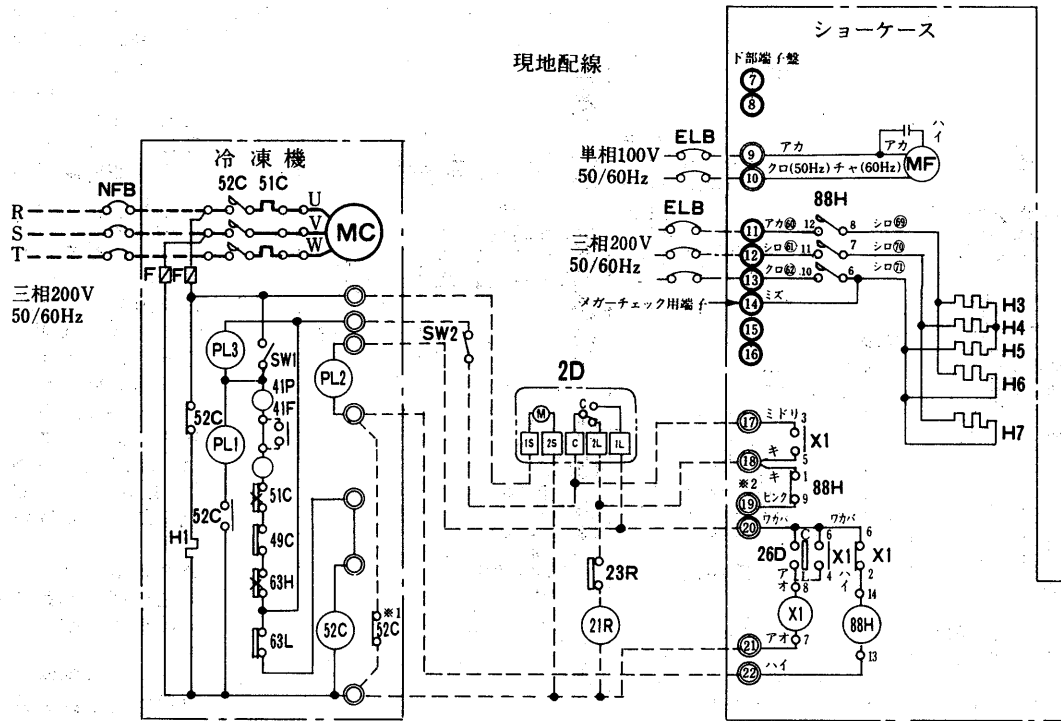 ショーケース
現地配線
下部端子盤
⑦
⑧
ELB
単相100V
50/60Hz
⑨ アカ アカ ハイ
⑩ クロ(50Hz) チャ(60Hz) MF
冷凍機
NFB 52C 51C
R U
S V MC
T W
F F
三相200V
50/60Hz
ELB
88H
三相200V
50/60Hz
⑪ アカ㊿ 12 8 シロ
⑫ シロ 11 7 シロ
⑬ クロ 10 6 シロ
メガーチェック用端子 ⑭ ミズ
⑮
⑯
H3
H4
H5
H6
H7
SW2
PL3 SW1
41P
PL2
41F
52C
PL1
51C
52C
49C
H1
63H
52C
※1
52C
63L
2D
M C
1S 2S C 2L 1L
23R
21R
⑰ ミドリ 3
X1
⑱ キ 5
キ 1
88H
※2
⑲ ピンク 9
⑳ ワカバ ワカバ
26D C 6 X1 6 X1
L 4 2
アオ 8 ハイ 14
X1 88H
㉑ アオ 7
13
㉒ ハイ